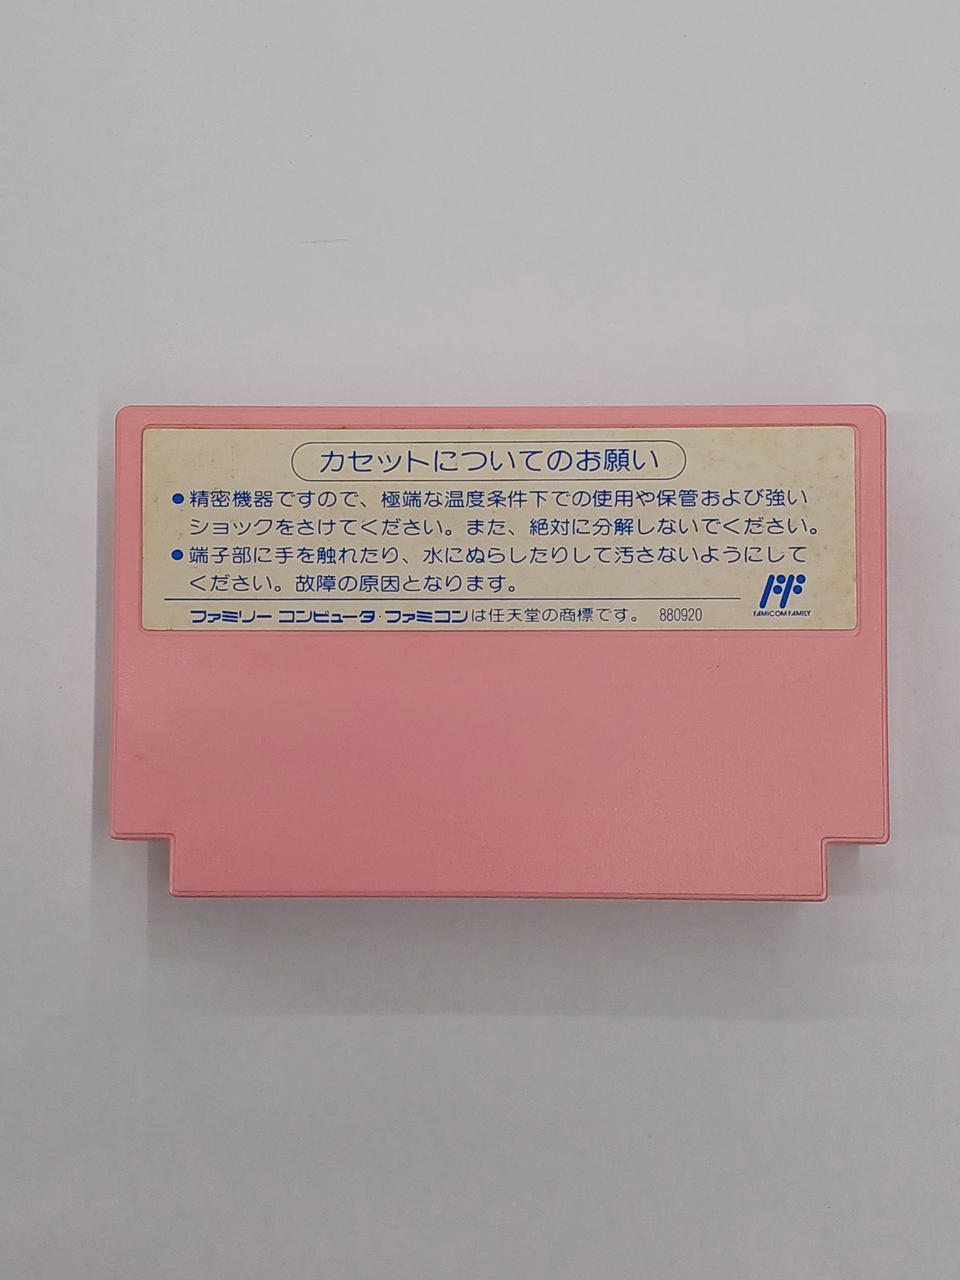 カセットについてのお願い
●精密機器ですので、極端な温度条件下での使用や保管および強い
ショックをさけてください。また、絶対に分解しないでください。
●端子部に手を触れたり、水にぬらしたりして汚さないようにして
ください。故障の原因となります。
FAMICOM FAMILY
ファミリー コンピュータ・ファミコンは任天堂の商標です。 880920